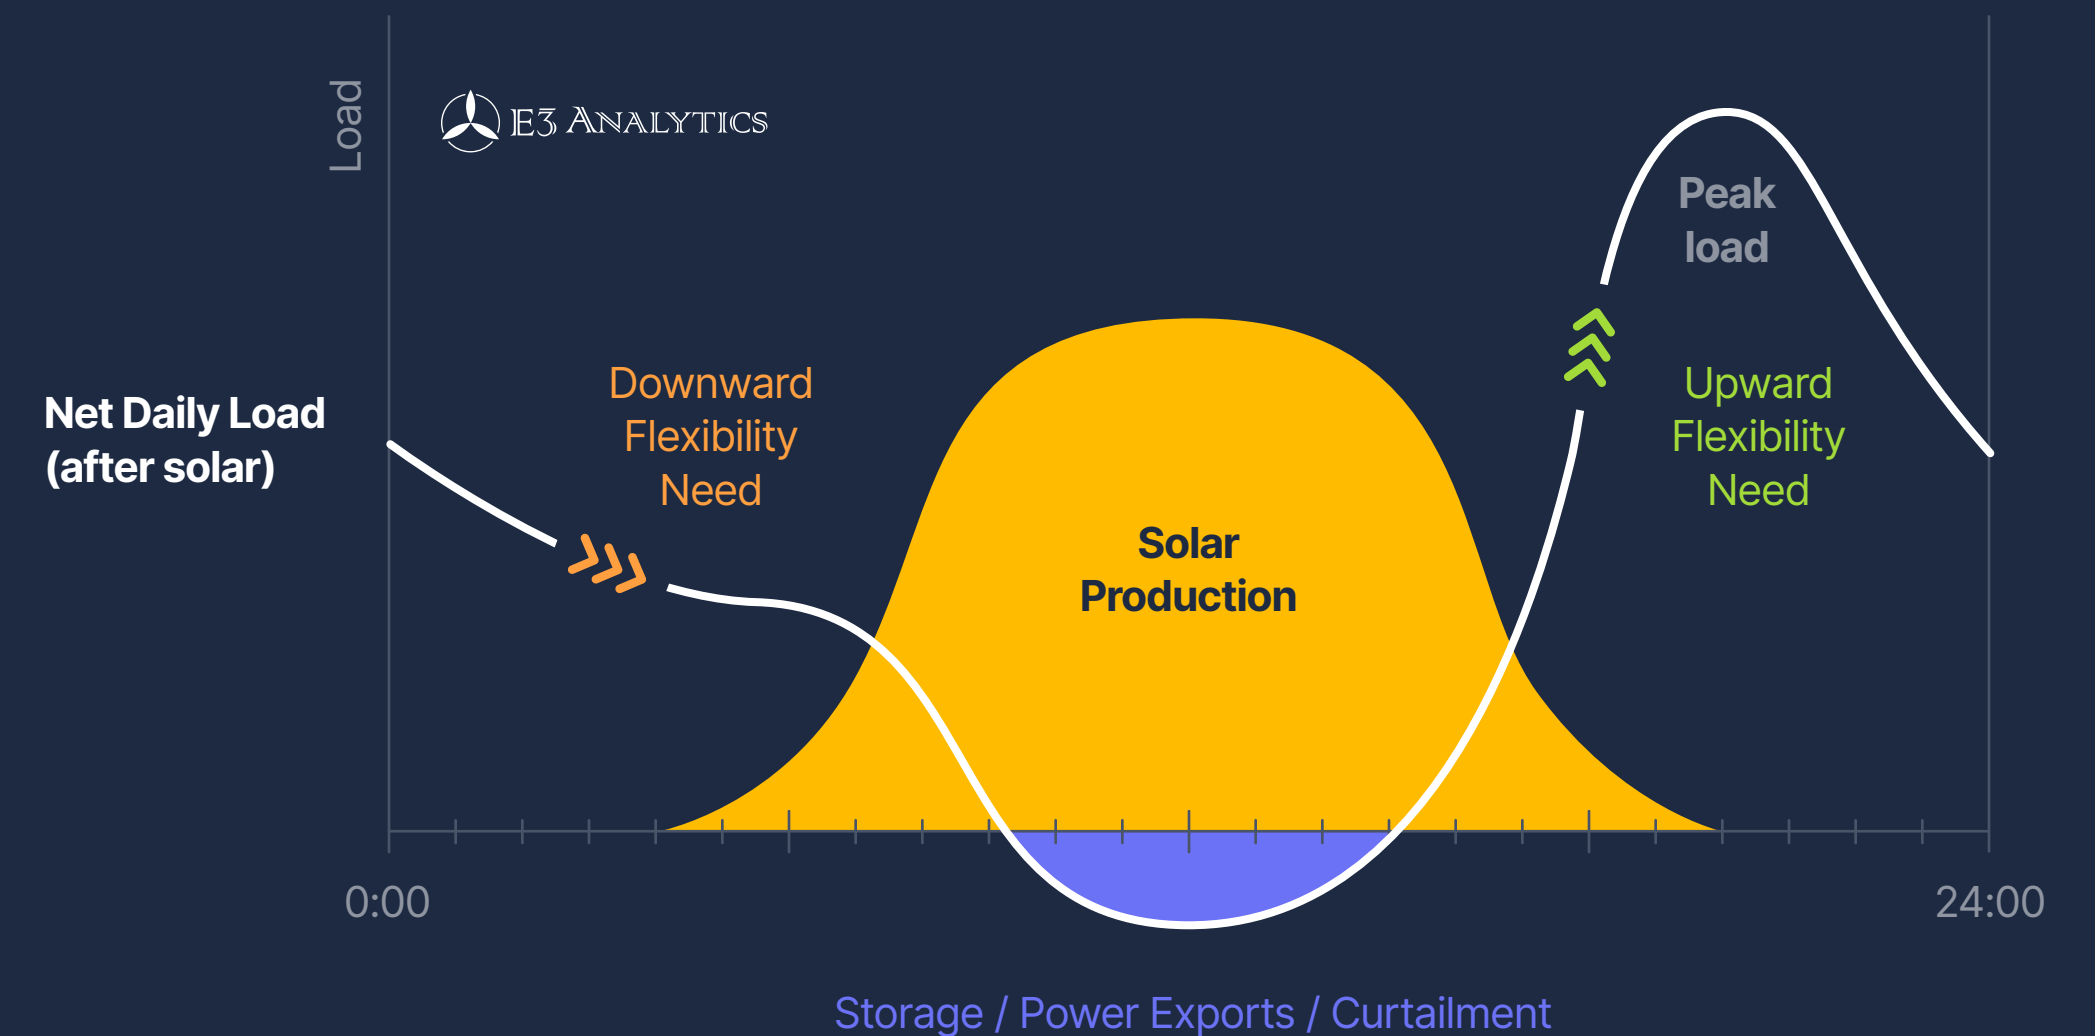 Load
E3 ANALYTICS
Peak
load
Net Daily Load
(after solar)
Downward
Flexibility
Need
Upward
Flexibility
Need
Solar
Production
0:00
24:00
Storage / Power Exports / Curtailment